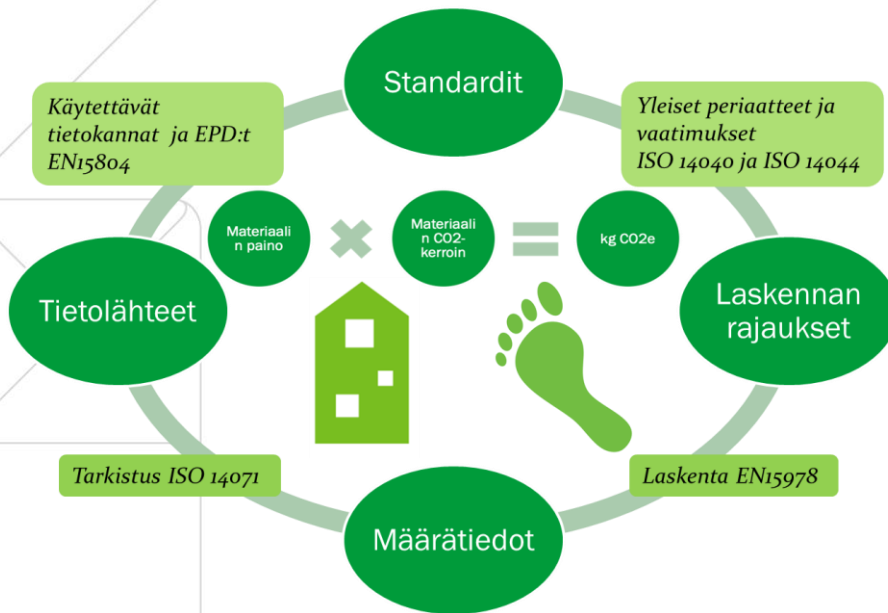 Standardit
Käytettävät
tietokannat ja EPD:t
EN15804
Yleiset periaatteet ja
vaatimukset
ISO 14040 ja ISO 14044
Materiaali
n paino
Materiaali
n CO2-
kerroin
kg CO2e
Tietolähteet
Laskennan
rajaukset
Tarkistus ISO 14071
Laskenta EN15978
Määrätiedot